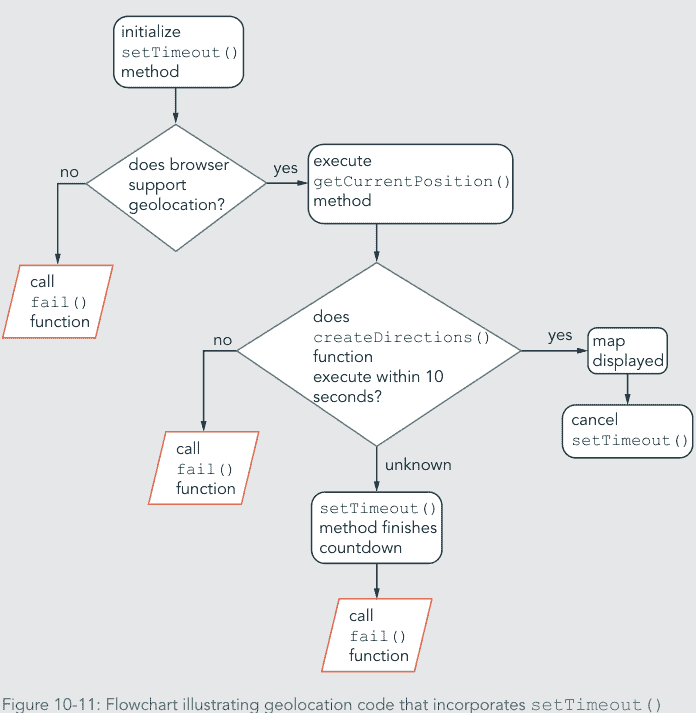 initialize
setTimeout()
method
does browser
support
geolocation?
no
yes
execute
getCurrentPosition()
method
call
fail()
function
does
createDirections()
function
execute within 10
seconds?
no
yes
map
displayed
cancel
setTimeout()
call
fail()
function
unknown
setTimeout()
method finishes
countdown
call
fail()
function
Figure 10-11: Flowchart illustrating geolocation code that incorporates setTimeout()